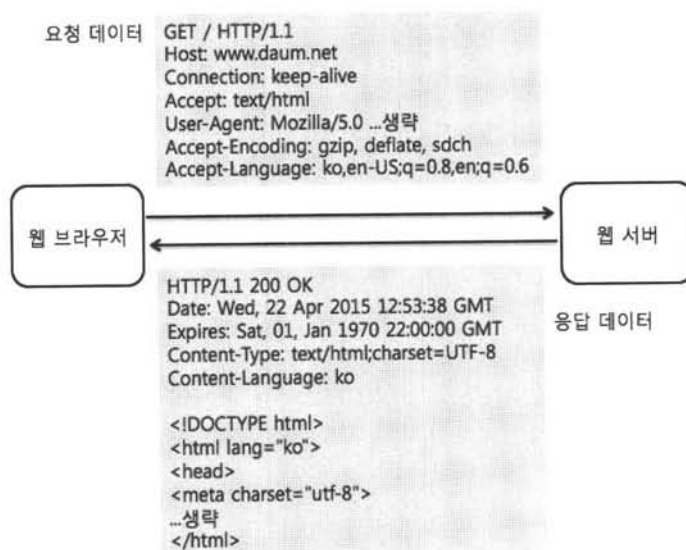 요청 데이터
GET / HTTP/1.1
Host: www.daum.net
Connection: keep-alive
Accept: text/html
User-Agent: Mozilla/5.0 ...생략
Accept-Encoding: gzip, deflate, sdch
Accept-Language: ko,en-US;q=0.8,en;q=0.6
웹 브라우저
웹 서버
HTTP/1.1 200 OK
Date: Wed, 22 Apr 2015 12:53:38 GMT
Expires: Sat, 01, Jan 1970 22:00:00 GMT
Content-Type: text/html;charset=UTF-8
Content-Language: ko
응답 데이터
<!DOCTYPE html>
<html lang="ko">
<head>
<meta charset="utf-8">
...생략
</html>